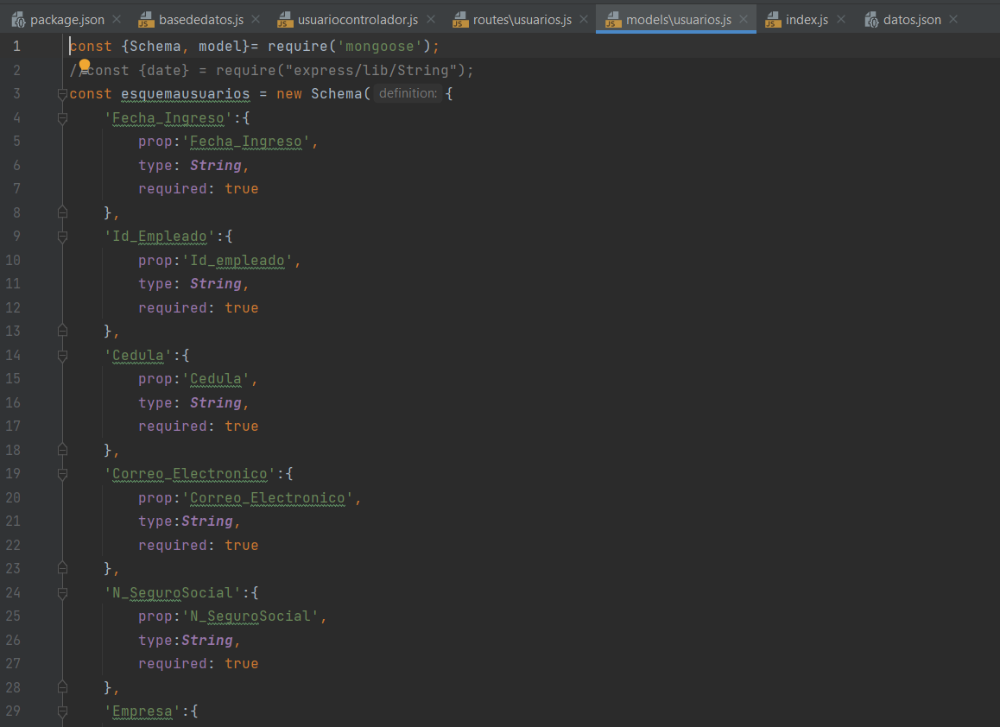 package.json basededatos.js usuariocontrolador.js routes\usuarios.js models\usuarios.js index.js datos.json
1 const {Schema, model}= require('mongoose');
2 //const {date} = require("express/lib/String");
3 const esquemausuarios = new Schema( definition: {
4 'Fecha_Ingreso':{
5 prop:'Fecha_Ingreso',
6 type: String,
7 required: true
8 },
9 'Id_Empleado':{
10 prop:'Id_empleado',
11 type: String,
12 required: true
13 },
14 'Cedula':{
15 prop:'Cedula',
16 type: String,
17 required: true
18 },
19 'Correo_Electronico':{
20 prop:'Correo_Electronico',
21 type:String,
22 required: true
23 },
24 'N_SeguroSocial':{
25 prop:'N_SeguroSocial',
26 type:String,
27 required: true
28 },
29 'Empresa':{